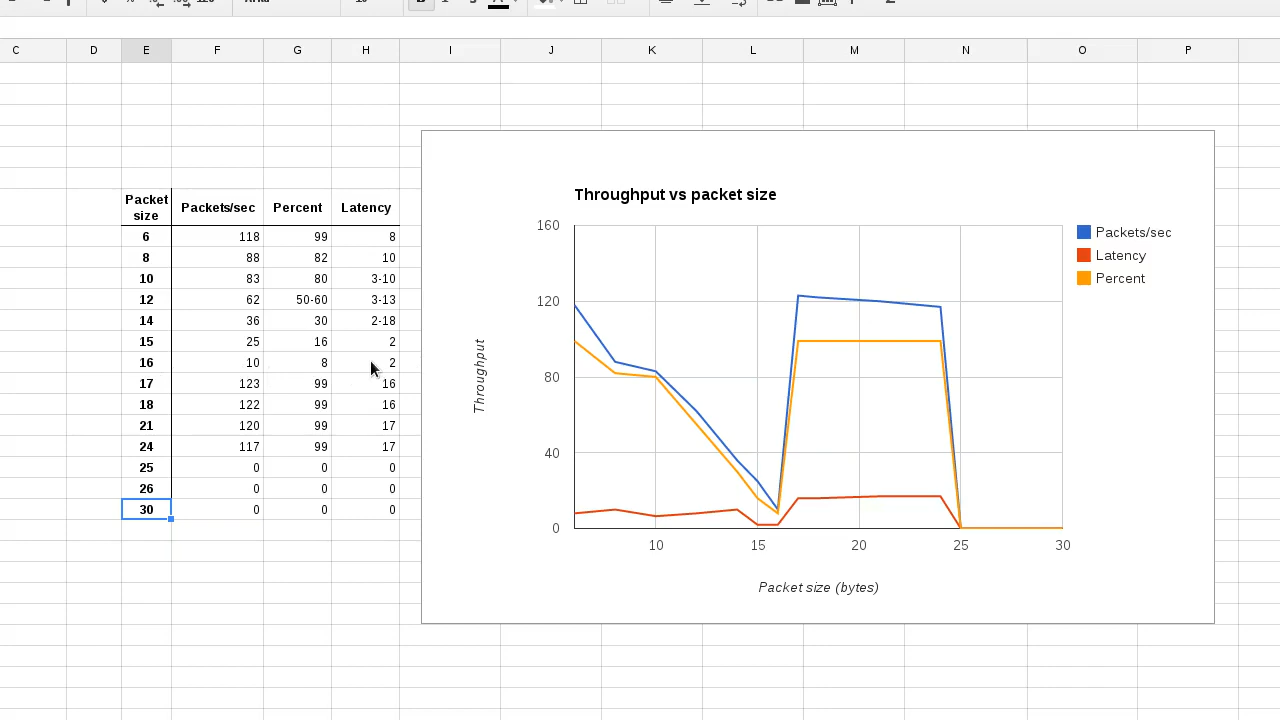 C D E F G H I J K L M N O P
Packet size Packets/sec Percent Latency
6 118 99 8
8 88 82 10
10 83 80 3-10
12 62 50-60 3-13
14 36 30 2-18
15 25 16 2
16 10 8 2
17 123 99 16
18 122 99 16
21 120 99 17
24 117 99 17
25 0 0 0
26 0 0 0
30 0 0 0
Throughput vs packet size
160
120
80
40
0
Throughput
10 15 20 25 30
Packet size (bytes)
Packets/sec
Latency
Percent